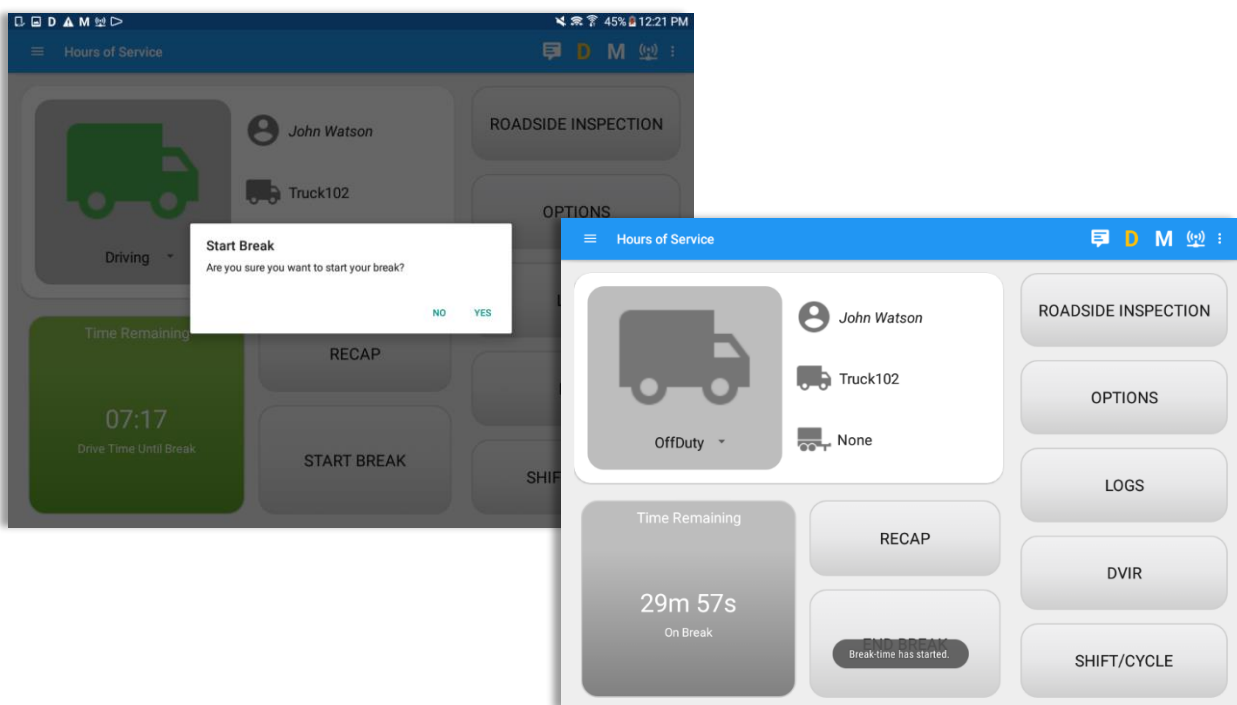 45% 12:21 PM
Hours of Service
D M
John Watson
Truck102
Driving
ROADSIDE INSPECTION
OPTIONS
Start Break
Are you sure you want to start your break?
NO YES
Time Remaining
07:17
Drive Time Until Break
RECAP
START BREAK
SHIF
Hours of Service
D M
John Watson
Truck102
None
OffDuty
ROADSIDE INSPECTION
OPTIONS
LOGS
DVIR
SHIFT/CYCLE
Time Remaining
29m 57s
On Break
RECAP
END BREAK
Break-time has started.